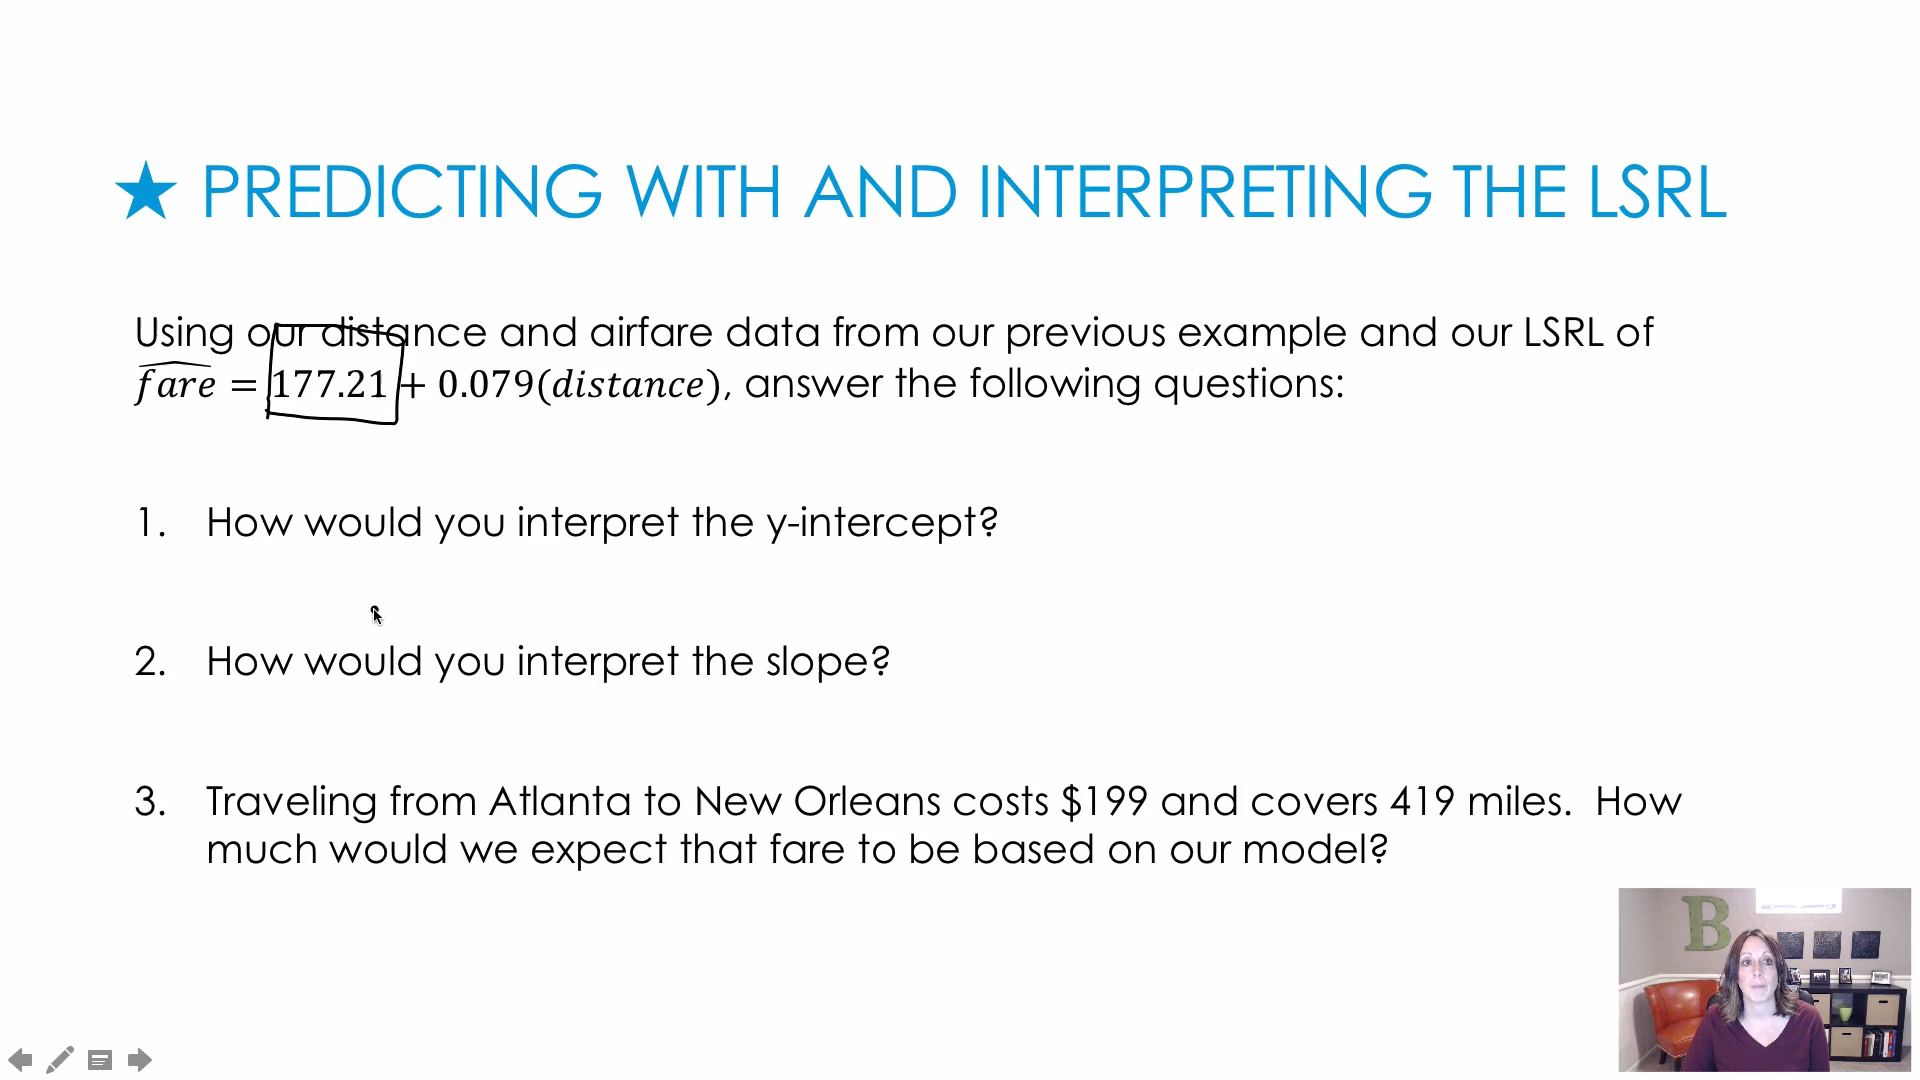 ★ PREDICTING WITH AND INTERPRETING THE LSRL
Using our distance and airfare data from our previous example and our LSRL of
$\widehat{fare} = 177.21 + 0.079(distance)$, answer the following questions:
1. How would you interpret the y-intercept?
2. How would you interpret the slope?
3. Traveling from Atlanta to New Orleans costs $199 and covers 419 miles. How
much would we expect that fare to be based on our model?
B